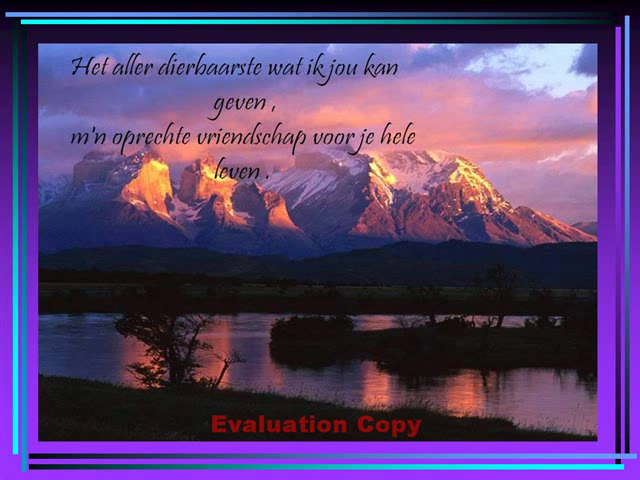 Het aller dierbaarste wat ik jou kan
geven ,
m'n oprechte vriendschap voor je hele
leven .
Evaluation Copy